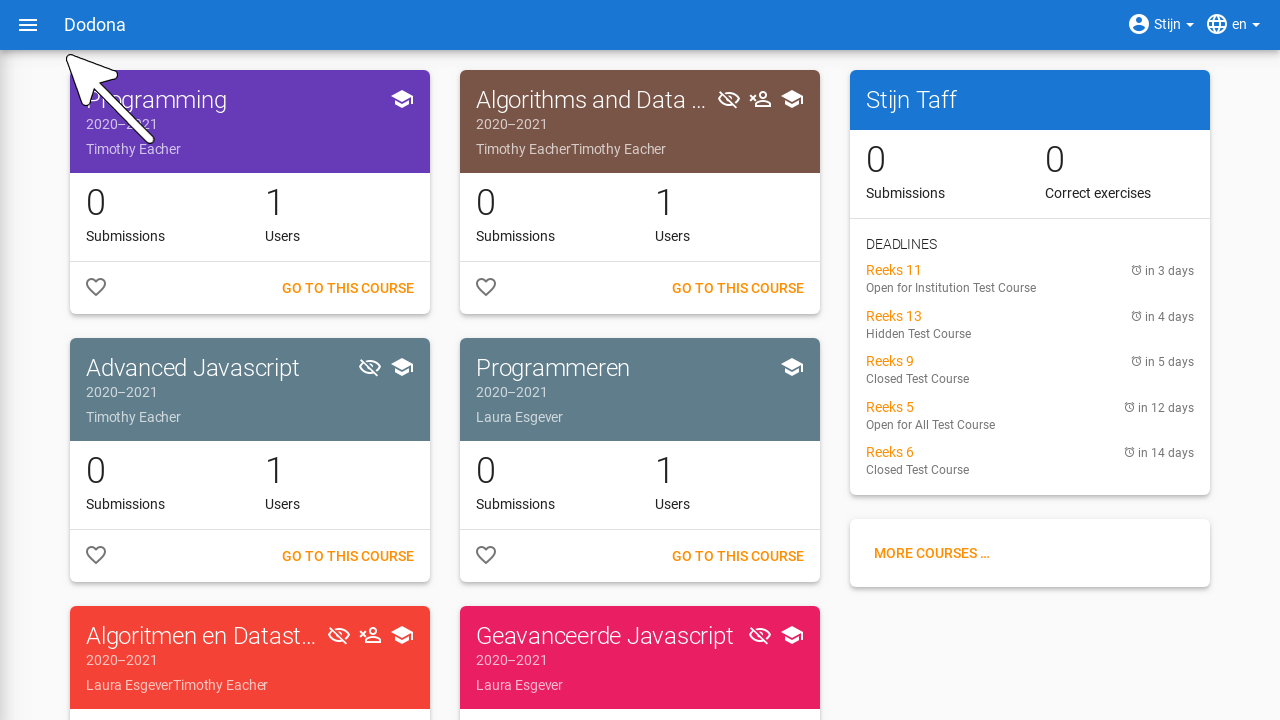 Dodona
Stijn
en
Programming
2020–2021
Timothy Eacher
0
1
Submissions
Users
GO TO THIS COURSE
Algorithms and Data ...
2020–2021
Timothy EacherTimothy Eacher
0
1
Submissions
Users
GO TO THIS COURSE
Stijn Taff
0
0
Submissions
Correct exercises
DEADLINES
Reeks 11
in 3 days
Open for Institution Test Course
Reeks 13
in 4 days
Hidden Test Course
Reeks 9
in 5 days
Closed Test Course
Reeks 5
in 12 days
Open for All Test Course
Reeks 6
in 14 days
Closed Test Course
MORE COURSES ...
Advanced Javascript
2020–2021
Timothy Eacher
0
1
Submissions
Users
GO TO THIS COURSE
Programmeren
2020–2021
Laura Esgever
0
1
Submissions
Users
GO TO THIS COURSE
Algoritmen en Datast...
2020–2021
Laura EsgeverTimothy Eacher
Geavanceerde Javascript
2020–2021
Laura Esgever